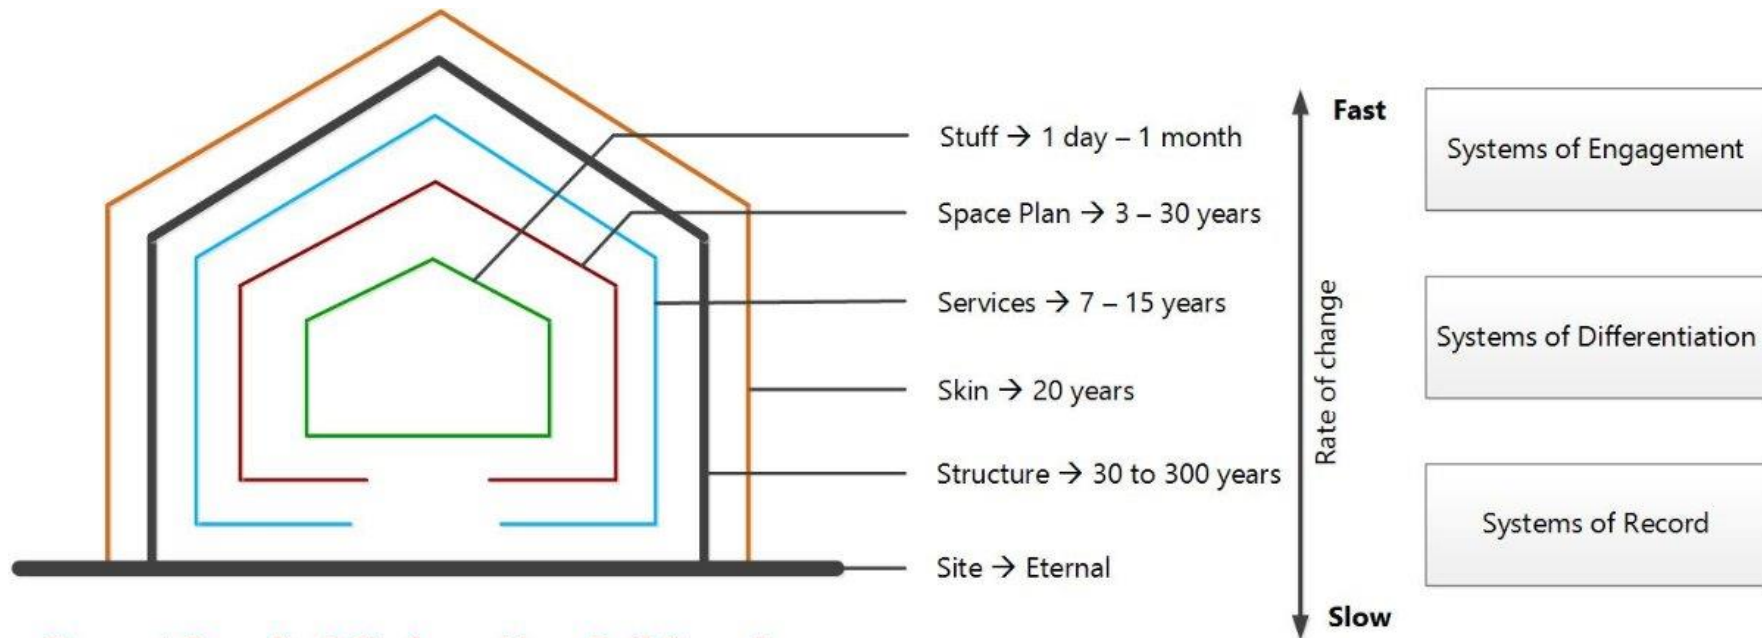 Stuff → 1 day – 1 month
Space Plan → 3 – 30 years
Services → 7 – 15 years
Skin → 20 years
Structure → 30 to 300 years
Site → Eternal
Fast
Rate of change
Slow
Systems of Engagement
Systems of Differentiation
Systems of Record